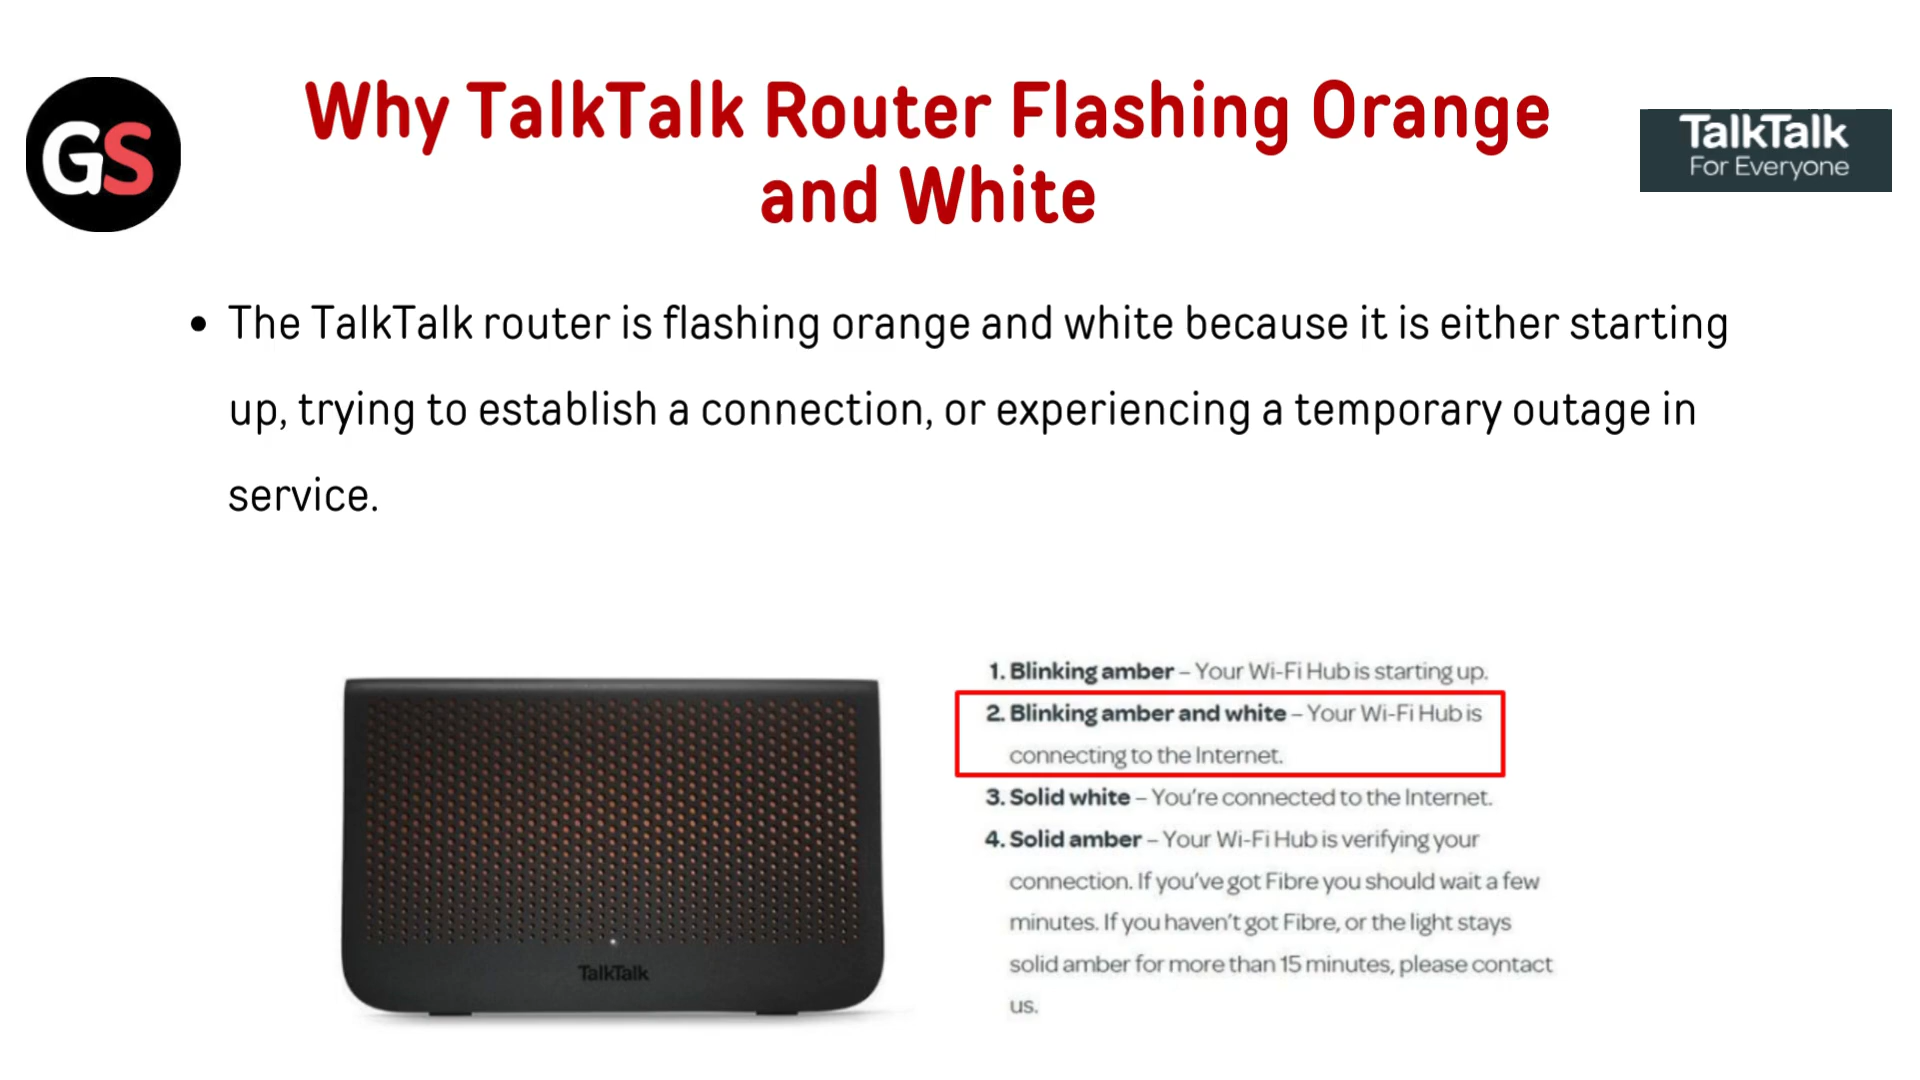 GS
Why TalkTalk Router Flashing Orange
and White
TalkTalk
For Everyone
• The TalkTalk router is flashing orange and white because it is either starting
up, trying to establish a connection, or experiencing a temporary outage in
service.
TalkTalk
1. Blinking amber – Your Wi-Fi Hub is starting up.
2. Blinking amber and white – Your Wi-Fi Hub is
connecting to the Internet.
3. Solid white – You're connected to the Internet.
4. Solid amber – Your Wi-Fi Hub is verifying your
connection. If you've got Fibre you should wait a few
minutes. If you haven't got Fibre, or the light stays
solid amber for more than 15 minutes, please contact
us.